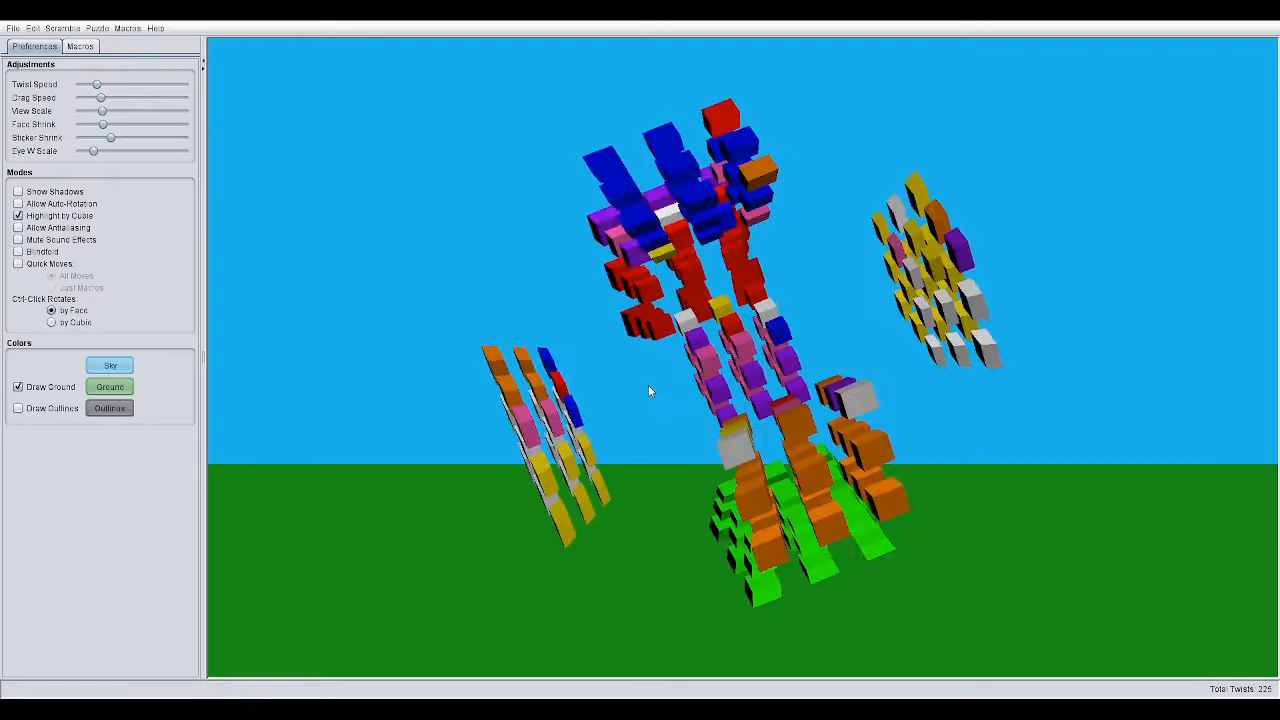 File Edit Scramble Puzzle Macros Help
Preferences Macros
Adjustments
Twist Speed
Drag Speed
View Scale
Face Shrink
Sticker Shrink
Eye W Scale
Modes
Show Shadows
Allow Auto-Rotation
Highlight by Cubie
Allow Antialiasing
Mute Sound Effects
Blindfold
Quick Moves:
All Moves
Just Macros
Ctrl-Click Rotates:
by Face
by Cubie
Colors
Sky
Draw Ground Ground
Draw Outlines Outlines
Total Twists: 225